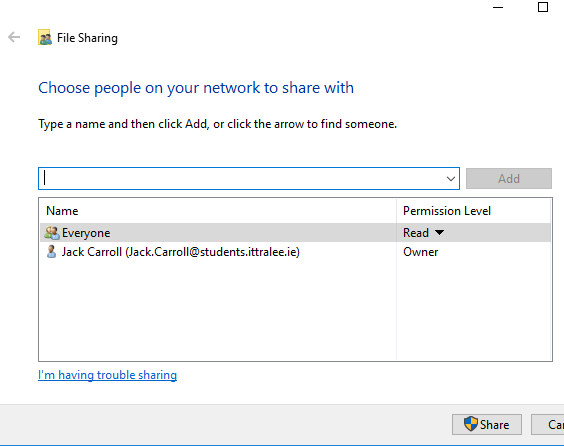 File Sharing
Choose people on your network to share with
Type a name and then click Add, or click the arrow to find someone.
Add
Name Permission Level
Everyone Read
Jack Carroll (Jack.Carroll@students.ittralee.ie) Owner
I'm having trouble sharing
Share Ca